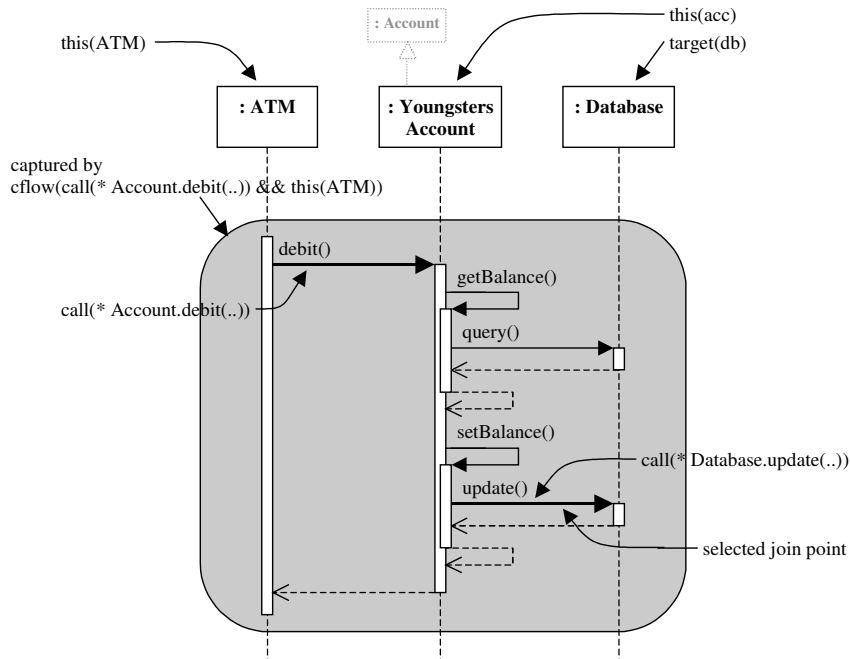 : Account
this(acc)
this(ATM)
target(db)
: ATM
: Youngsters
Account
: Database
captured by
cflow(call(* Account.debit(..)) && this(ATM))
debit()
getBalance()
call(* Account.debit(..))
query()
setBalance()
call(* Database.update(..))
update()
selected join point